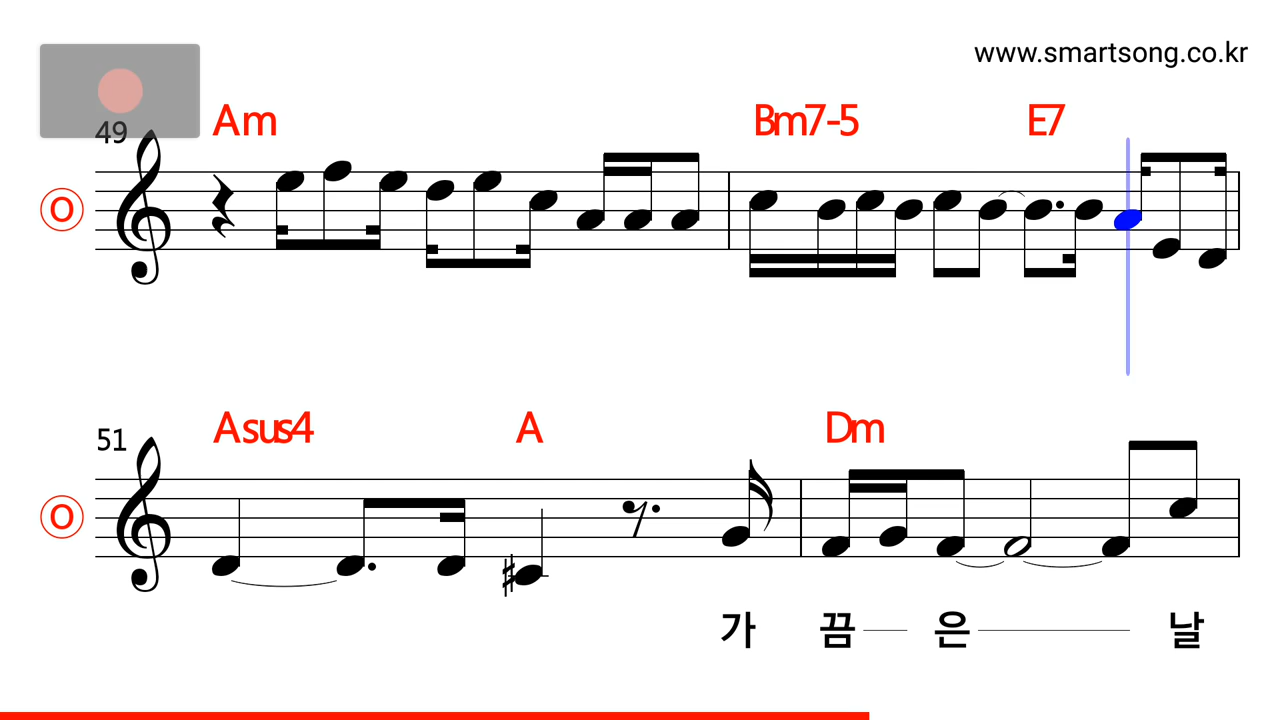 www.smartsong.co.kr
49 Am Bm7-5 E7
O
51 Asus4 A Dm
O
가 끔 은 날